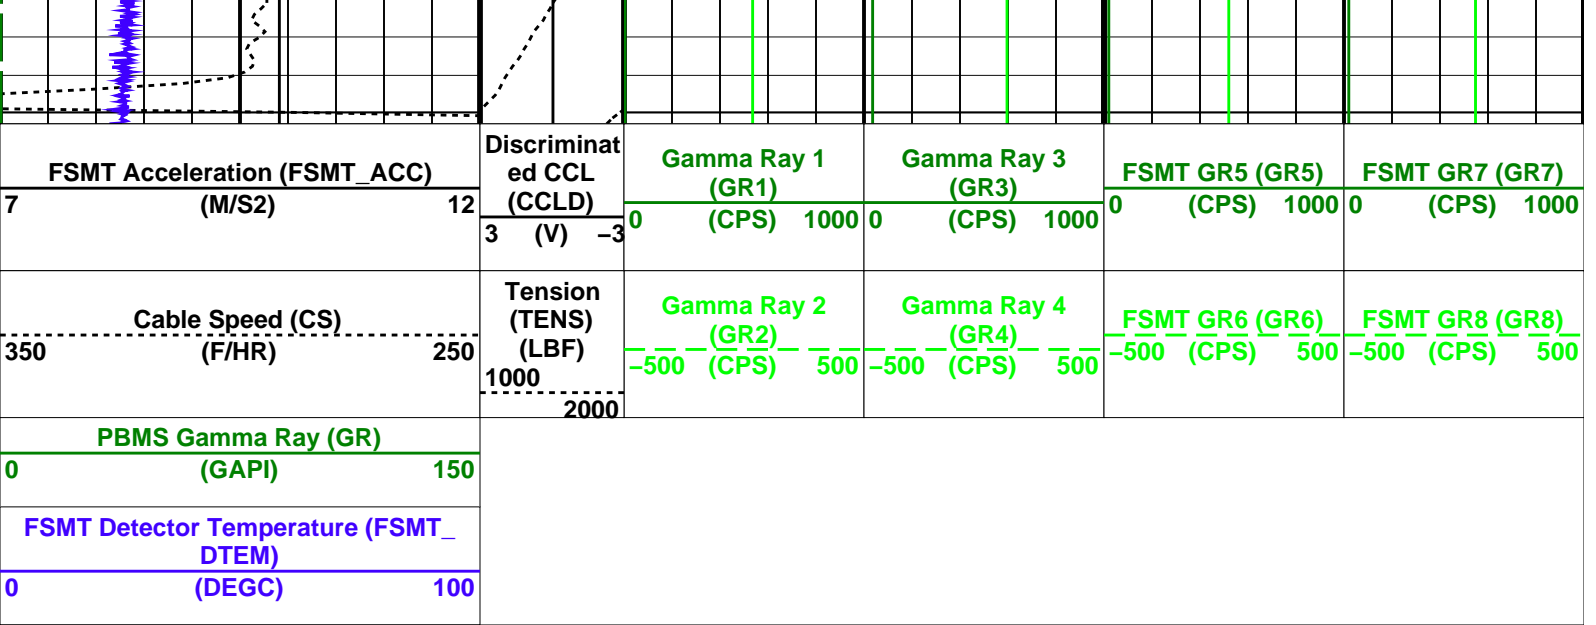 FSMT Acceleration (FSMT_ACC)
7 (M/S2) 12
Discriminat
ed CCL
(CCLD)
3 (V) −3
Gamma Ray 1
(GR1)
0 (CPS) 1000
Gamma Ray 3
(GR3)
0 (CPS) 1000
FSMT GR5 (GR5)
0 (CPS) 1000
FSMT GR7 (GR7)
0 (CPS) 1000
Cable Speed (CS)
350 (F/HR) 250
Tension
(TENS)
(LBF)
1000
2000
Gamma Ray 2
(GR2)
−500 (CPS) 500
Gamma Ray 4
(GR4)
−500 (CPS) 500
FSMT GR6 (GR6)
−500 (CPS) 500
FSMT GR8 (GR8)
−500 (CPS) 500
PBMS Gamma Ray (GR)
0 (GAPI) 150
FSMT Detector Temperature (FSMT_
DTEM)
0 (DEGC) 100